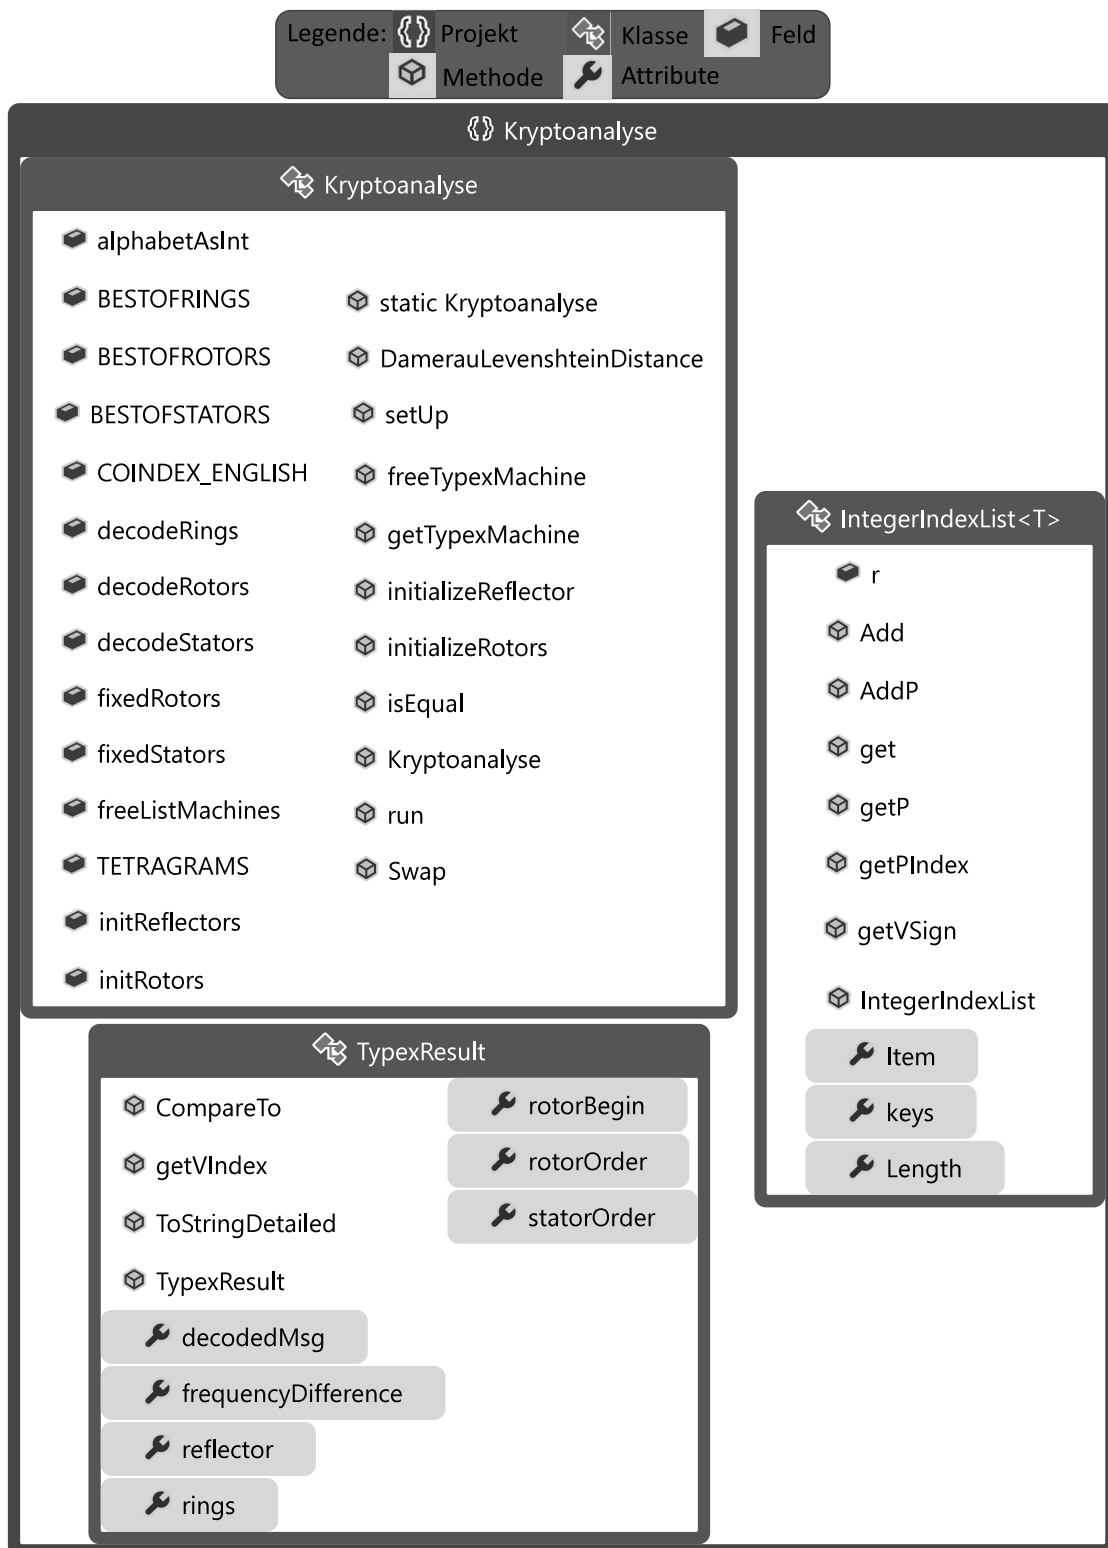 Legende: Projekt Klasse Feld
Methode Attribute
Kryptoanalyse
Kryptoanalyse
alphabetAsInt
BESTOFRINGS
BESTOFROTORS
BESTOFSTATORS
COINDEX_ENGLISH
decodeRings
decodeRotors
decodeStators
fixedRotors
fixedStators
freeListMachines
TETRAGRAMS
initReflectors
initRotors
static Kryptoanalyse
DamerauLevenshteinDistance
setUp
freeTypexMachine
getTypexMachine
initializeReflector
initializeRotors
isEqual
Kryptoanalyse
run
Swap
IntegerIndexList<T>
r
Add
AddP
get
getP
getPIndex
getVSign
IntegerIndexList
Item
keys
Length
TypexResult
CompareTo
getVIndex
ToStringDetailed
TypexResult
decodedMsg
frequencyDifference
reflector
rings
rotorBegin
rotorOrder
statorOrder